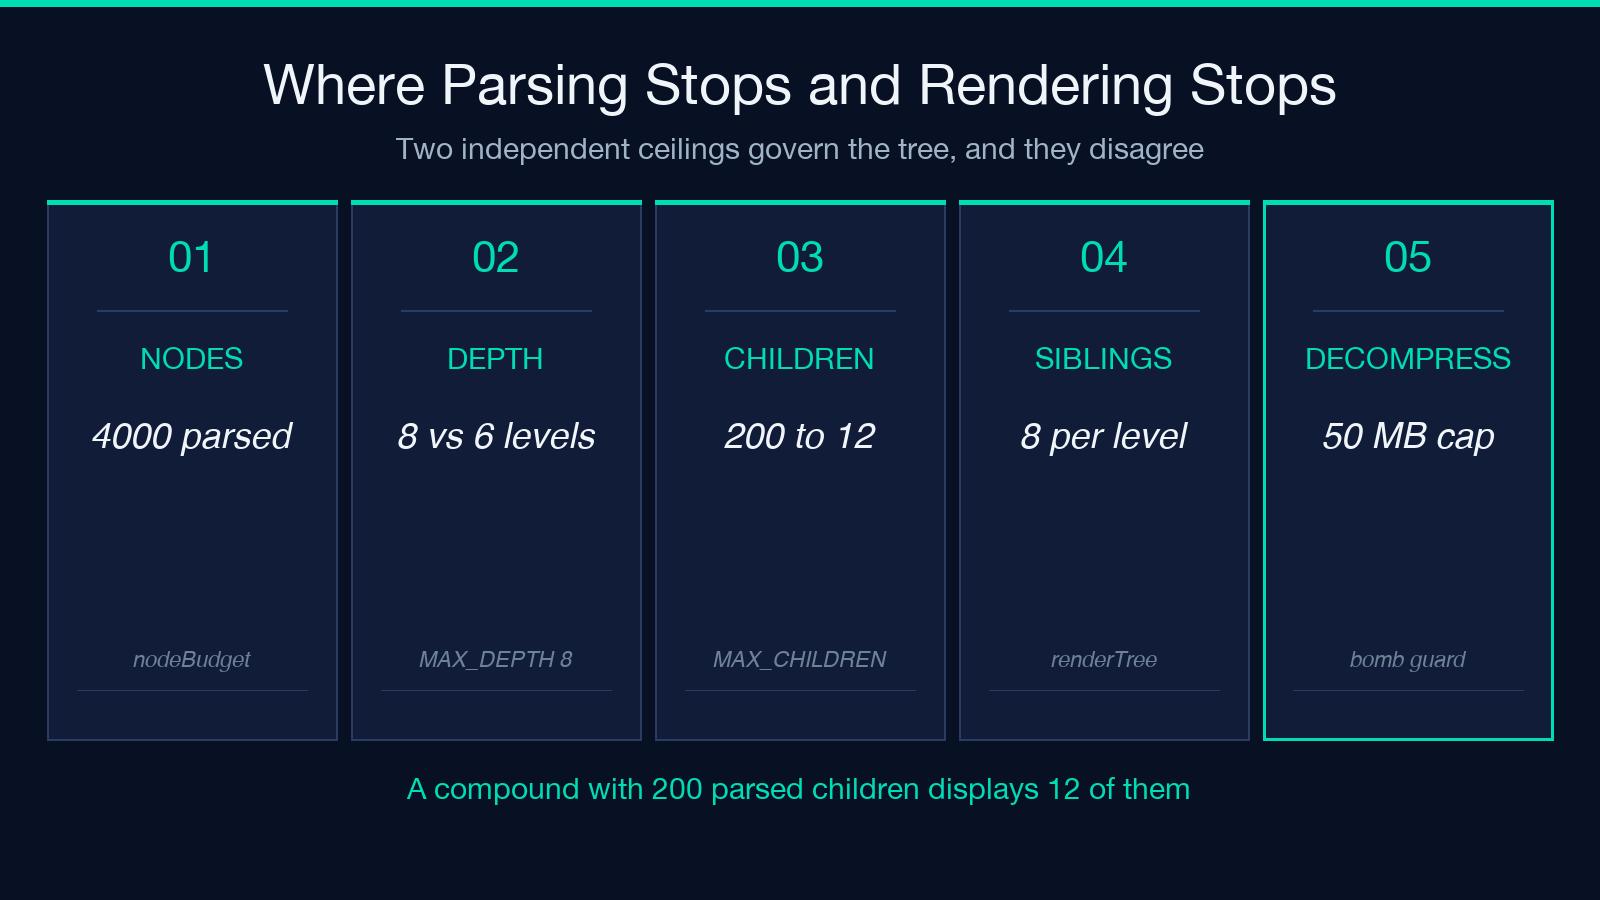 Where Parsing Stops and Rendering Stops
Two independent ceilings govern the tree, and they disagree
01
NODES
4000 parsed
nodeBudget
02
DEPTH
8 vs 6 levels
MAX_DEPTH 8
03
CHILDREN
200 to 12
MAX_CHILDREN
04
SIBLINGS
8 per level
renderTree
05
DECOMPRESS
50 MB cap
bomb guard
A compound with 200 parsed children displays 12 of them